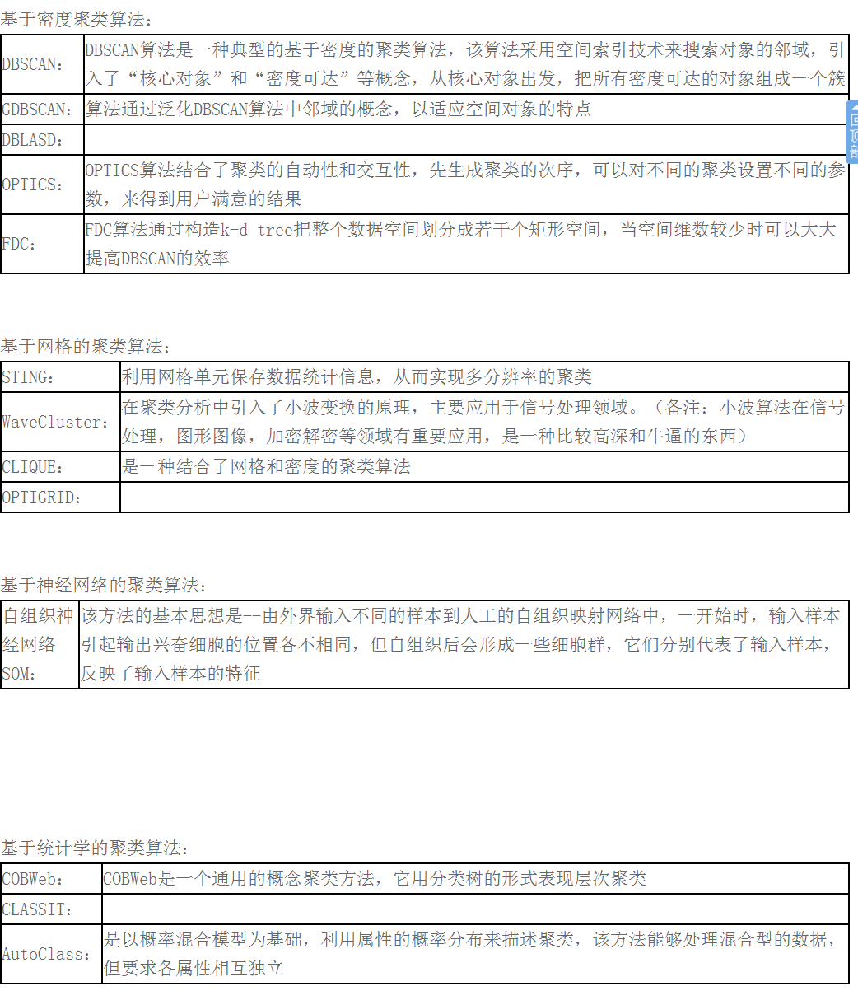 基于密度聚类算法：
DBSCAN：
DBSCAN算法是一种典型的基于密度的聚类算法，该算法采用空间索引技术来搜索对象的邻域，引
入了“核心对象”和“密度可达”等概念，从核心对象出发，把所有密度可达的对象组成一个簇
GDBSCAN：
算法通过泛化DBSCAN算法中邻域的概念，以适应空间对象的特点
DBLASD：
OPTICS：
OPTICS算法结合了聚类的自动性和交互性，先生成聚类的次序，可以对不同的聚类设置不同的参
数，来得到用户满意的结果
FDC：
FDC算法通过构造k-d tree把整个数据空间划分成若干个矩形空间，当空间维数较少时可以大大
提高DBSCAN的效率
回顶部
基于网格的聚类算法：
STING：
利用网格单元保存数据统计信息，从而实现多分辨率的聚类
WaveCluster：
在聚类分析中引入了小波变换的原理，主要应用于信号处理领域。（备注：小波算法在信号
处理，图形图像，加密解密等领域有重要应用，是一种比较高深和牛逼的东西）
CLIQUE：
是一种结合了网格和密度的聚类算法
OPTIGRID：
基于神经网络的聚类算法：
自组织神
经网络
SOM：
该方法的基本思想是--由外界输入不同的样本到人工的自组织映射网络中，一开始时，输入样本
引起输出兴奋细胞的位置各不相同，但自组织后会形成一些细胞群，它们分别代表了输入样本，
反映了输入样本的特征
基于统计学的聚类算法：
COBWeb：
COBWeb是一个通用的概念聚类方法，它用分类树的形式表现层次聚类
CLASSIT：
AutoClass：
是以概率混合模型为基础，利用属性的概率分布来描述聚类，该方法能够处理混合型的数据，
但要求各属性相互独立